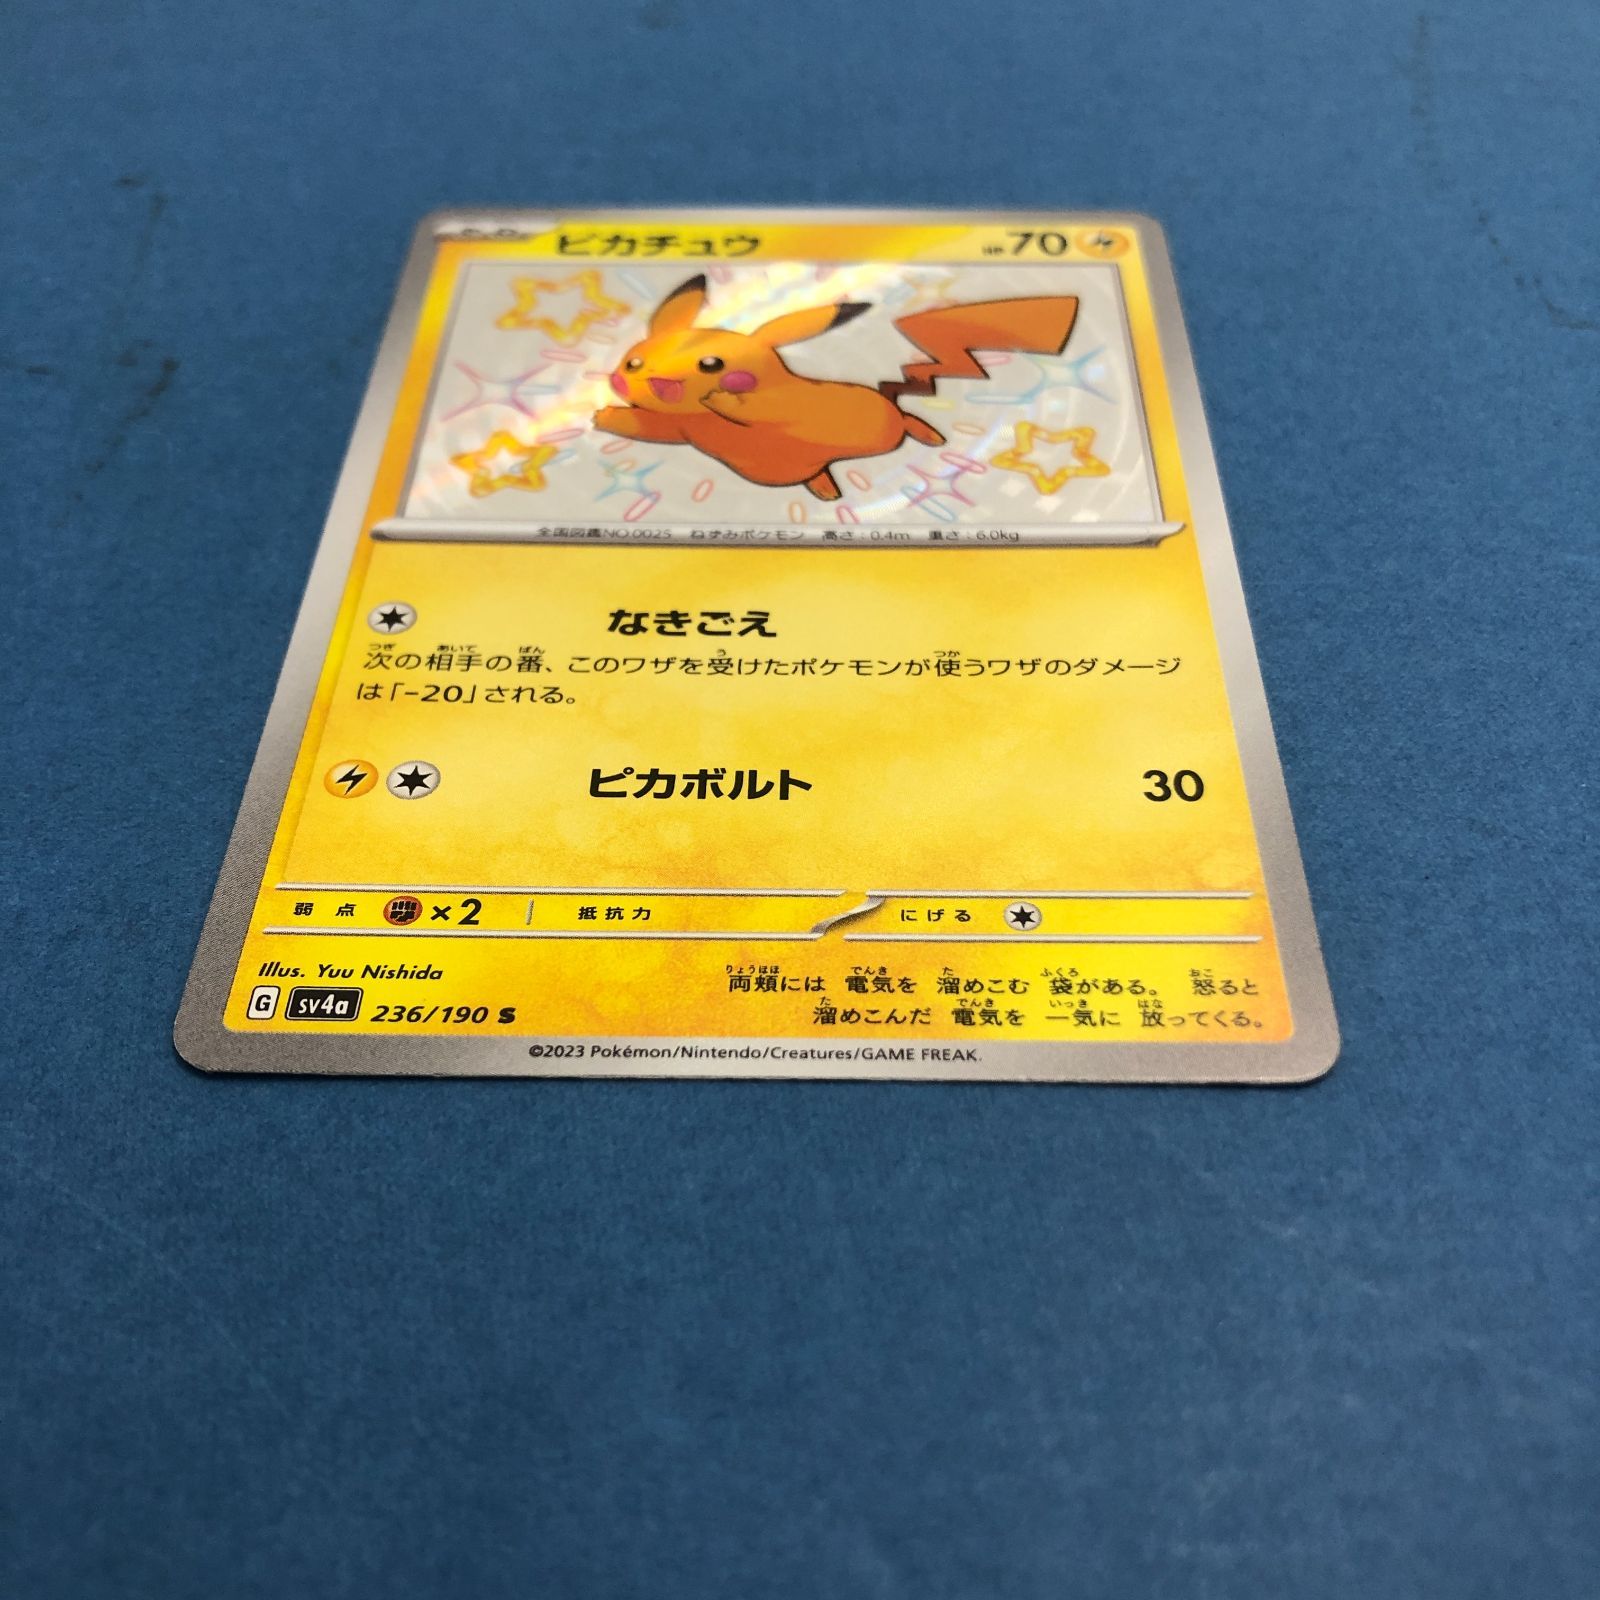 ピカチュウ HP70
全国図鑑NO.0025 ねずみポケモン 高さ:0.4m 重さ:6.0kg
なきごえ
次の相手の番、このワザを受けたポケモンが使うワザのダメージ
は「-20」される。
ピカボルト 30
弱点 ×2 抵抗力 にげる
Illus. Yuu Nishida
G sv4a 236/190 S
両頬には 電気を 溜めこむ 袋がある。 怒ると
溜めこんだ 電気を 一気に 放ってくる。
©2023 Pokémon/Nintendo/Creatures/GAME FREAK.